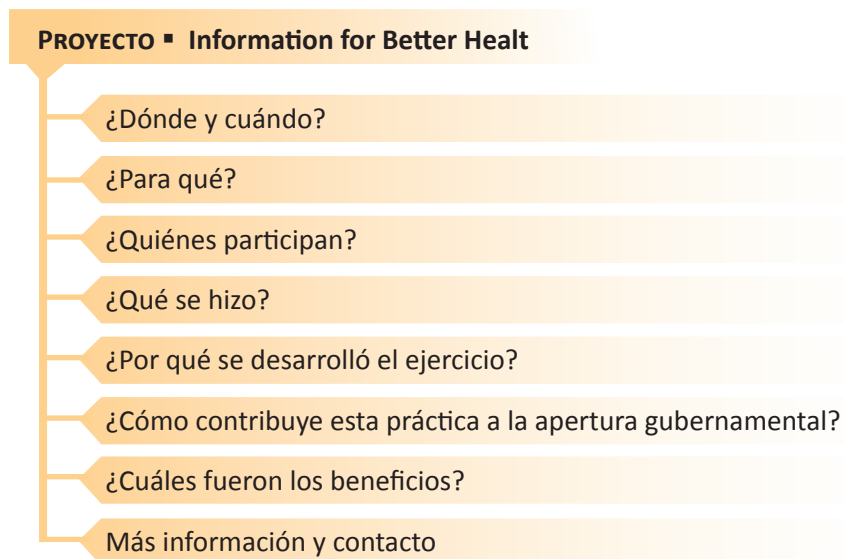 PROYECTO ▪ Information for Better Healt
¿Dónde y cuándo?
¿Para qué?
¿Quiénes participan?
¿Qué se hizo?
¿Por qué se desarrolló el ejercicio?
¿Cómo contribuye esta práctica a la apertura gubernamental?
¿Cuáles fueron los beneficios?
Más información y contacto